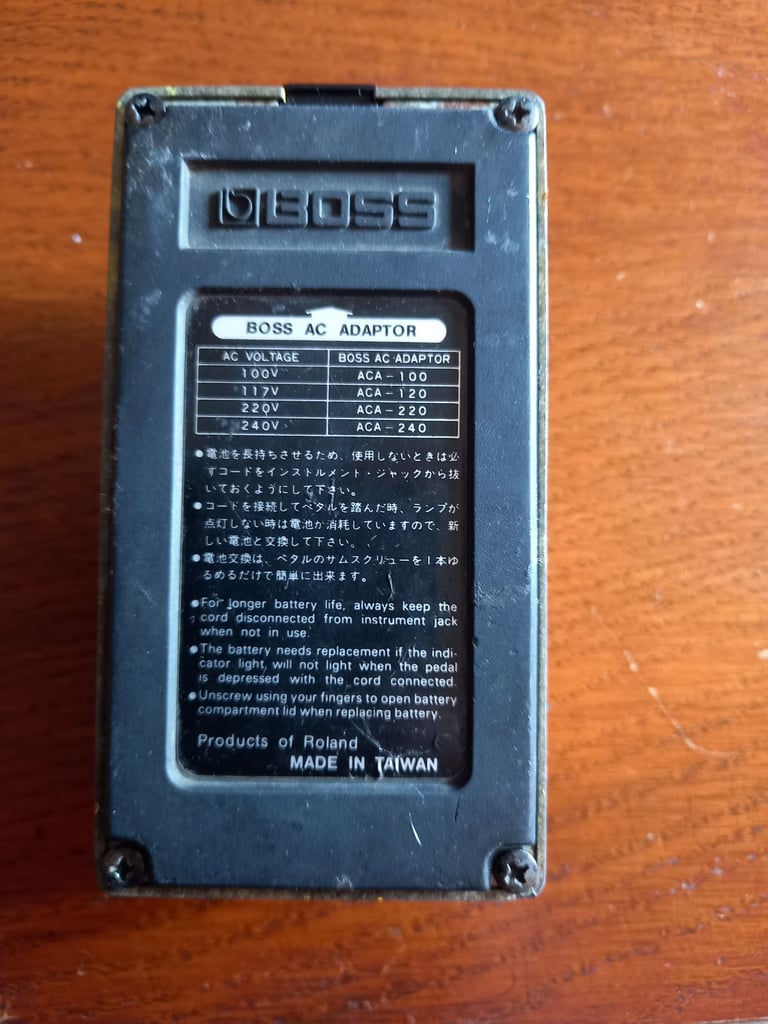 BOSS
BOSS AC ADAPTOR
AC VOLTAGE BOSS AC ADAPTOR
100V ACA-100
117V ACA-120
220V ACA-220
240V ACA-240
●電池を長持ちさせるため、使用しないときは必
ずコードをインストルメント・ジャックから抜
いておくようにして下さい。
●コードを接続してペタルを踏んだ時、ランプが
点灯しない時は電池が消耗していますので、新
しい電池と交換して下さい。
●電池交換は、ペタルのサムスクリューを1本ゆ
るめるだけで簡単に出来ます。
●For longer battery life, always keep the
cord disconnected from instrument jack
when not in use.
●The battery needs replacement if the indi-
cator light, will not light when the pedal
is depressed with the cord connected.
●Unscrew using your fingers to open battery
compartment lid when replacing battery.
Products of Roland
MADE IN TAIWAN